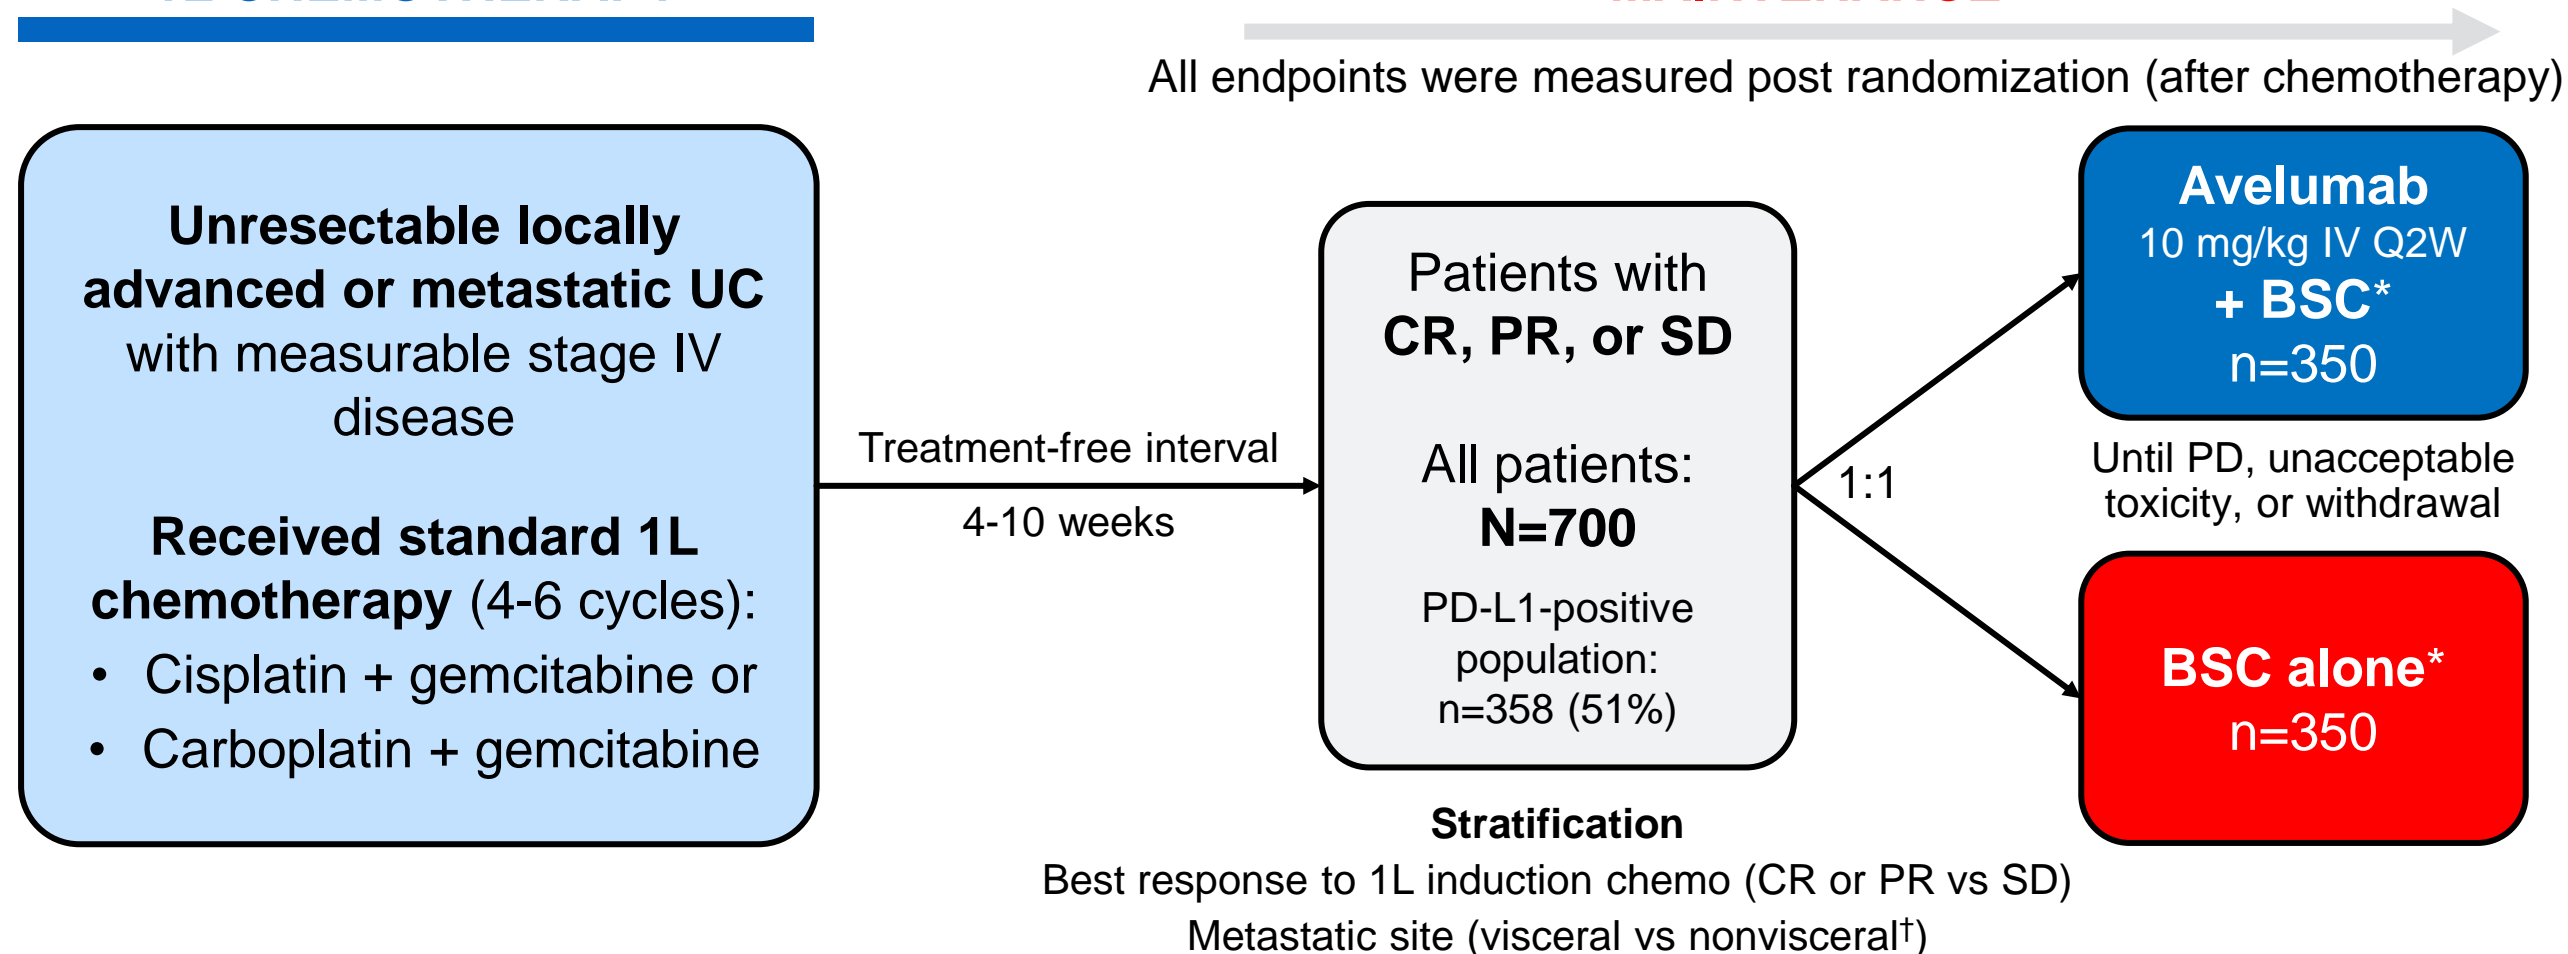 All endpoints were measured post randomization (after chemotherapy)
Unresectable locally
advanced or metastatic UC
with measurable stage IV
disease
Received standard 1L
chemotherapy (4-6 cycles):
• Cisplatin + gemcitabine or
• Carboplatin + gemcitabine
Treatment-free interval
4-10 weeks
Patients with
CR, PR, or SD
All patients:
N=700
PD-L1-positive
population:
n=358 (51%)
Stratification
Best response to 1L induction chemo (CR or PR vs SD)
Metastatic site (visceral vs nonvisceral†)
1:1
Avelumab
10 mg/kg IV Q2W
+ BSC*
n=350
Until PD, unacceptable
toxicity, or withdrawal
BSC alone*
n=350